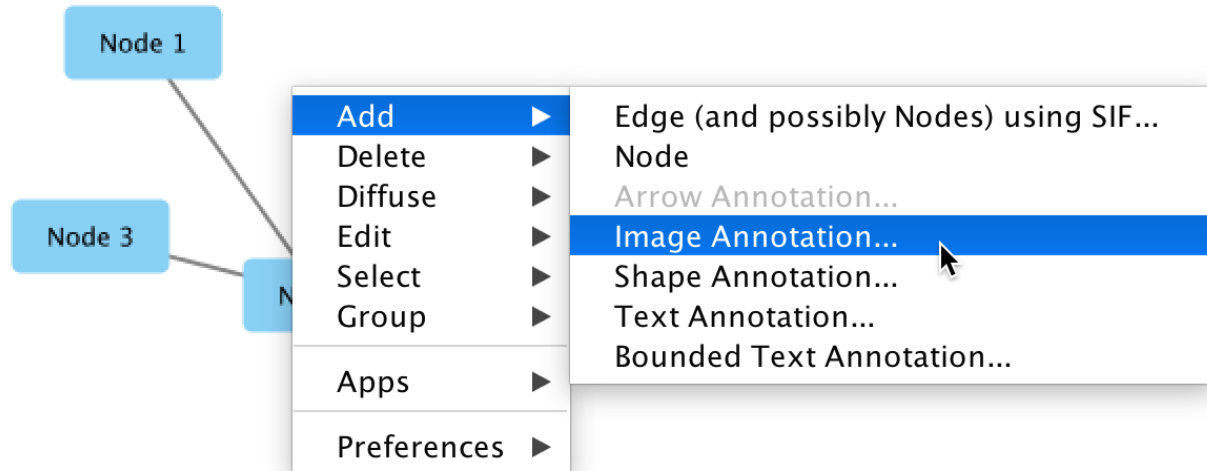 Node 1
Node 3
N
Add
Delete
Diffuse
Edit
Select
Group
Apps
Preferences
Edge (and possibly Nodes) using SIF...
Node
Arrow Annotation...
Image Annotation...
Shape Annotation...
Text Annotation...
Bounded Text Annotation...